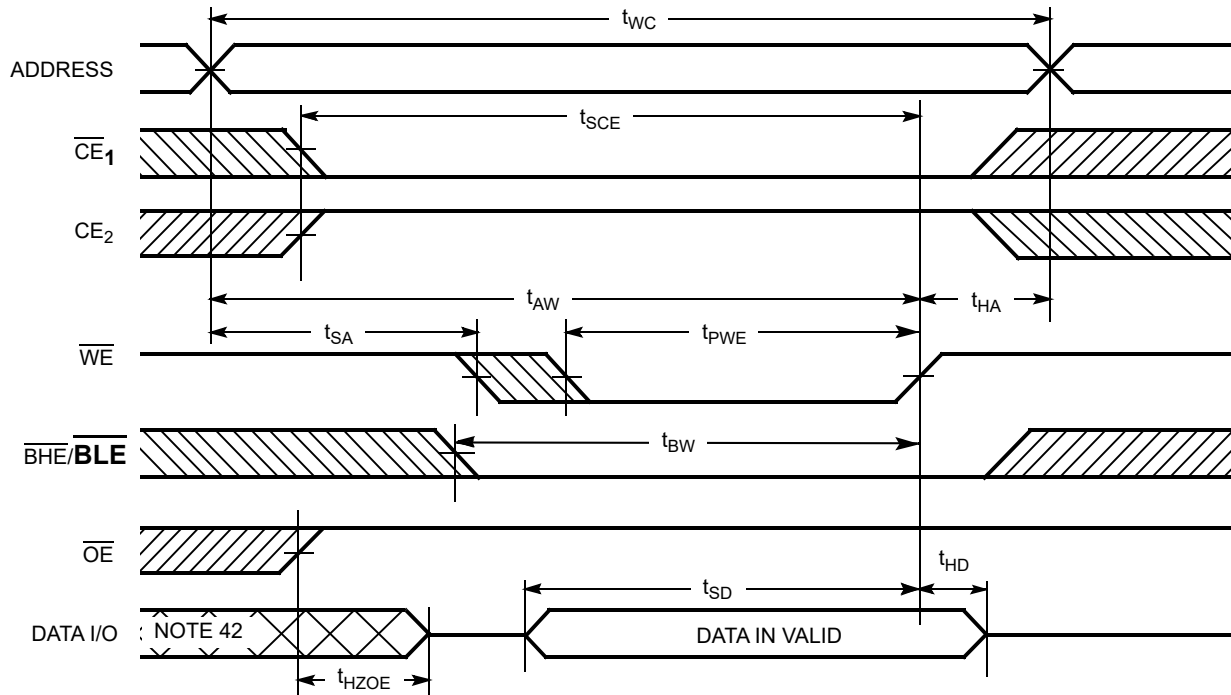 tWC
ADDRESS
tSCE
CE1
CE2
tAW
tHA
tSA
tPWE
WE
tBW
BHE/BLE
OE
tHD
tSD
DATA I/O
NOTE 42
DATA IN VALID
tHZOE